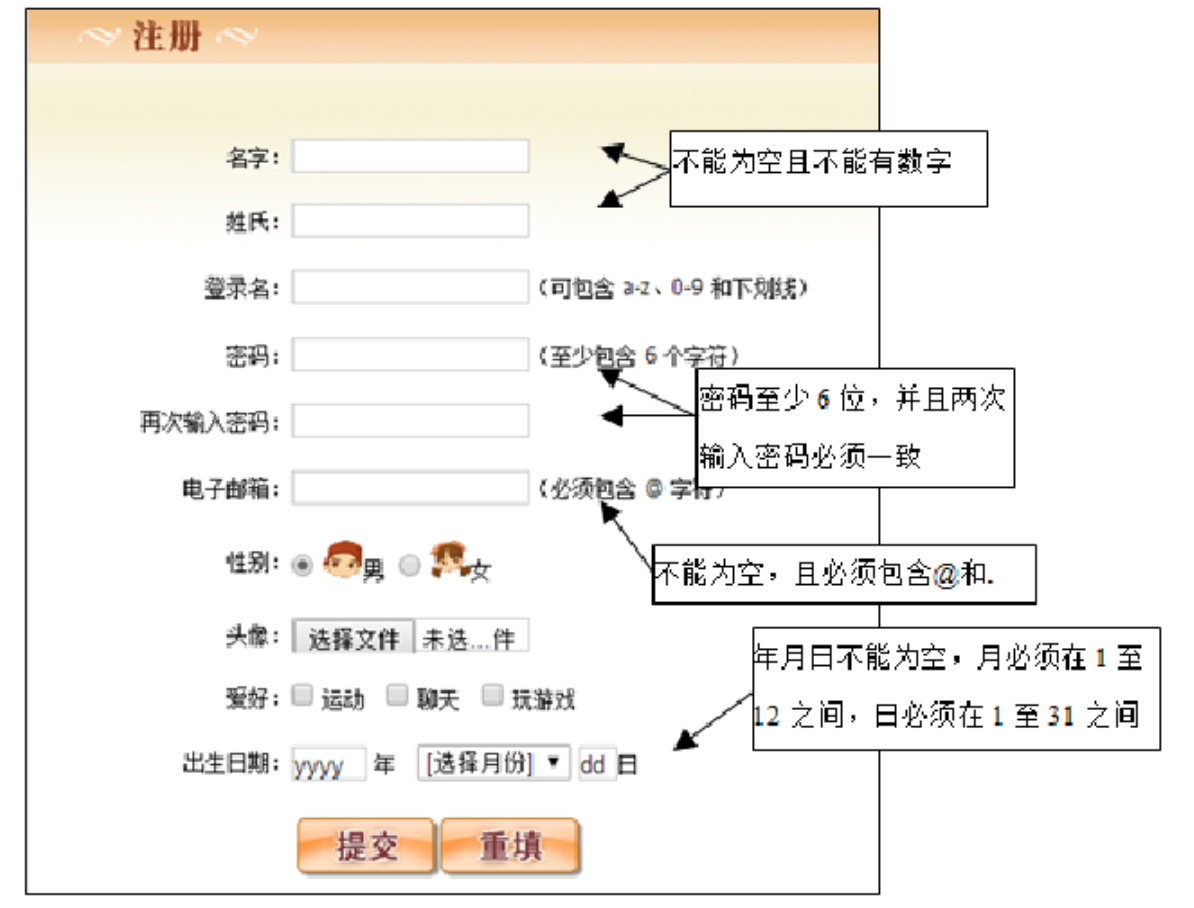 注册
名字：
不能为空且不能有数字
姓氏：
登录名：
（可包含 a-z、0-9 和下划线）
密码：
（至少包含 6 个字符）
密码至少 6 位，并且两次
输入密码必须一致
再次输入密码：
电子邮箱：
（必须包含 @ 字符）
性别：
男
女
不能为空，且必须包含@和.
头像：
选择文件
未选...件
年月日不能为空，月必须在 1 至
12 之间，日必须在 1 至 31 之间
爱好：
运动
聊天
玩游戏
出生日期：
yyyy 年 [选择月份] dd 日
提交
重填